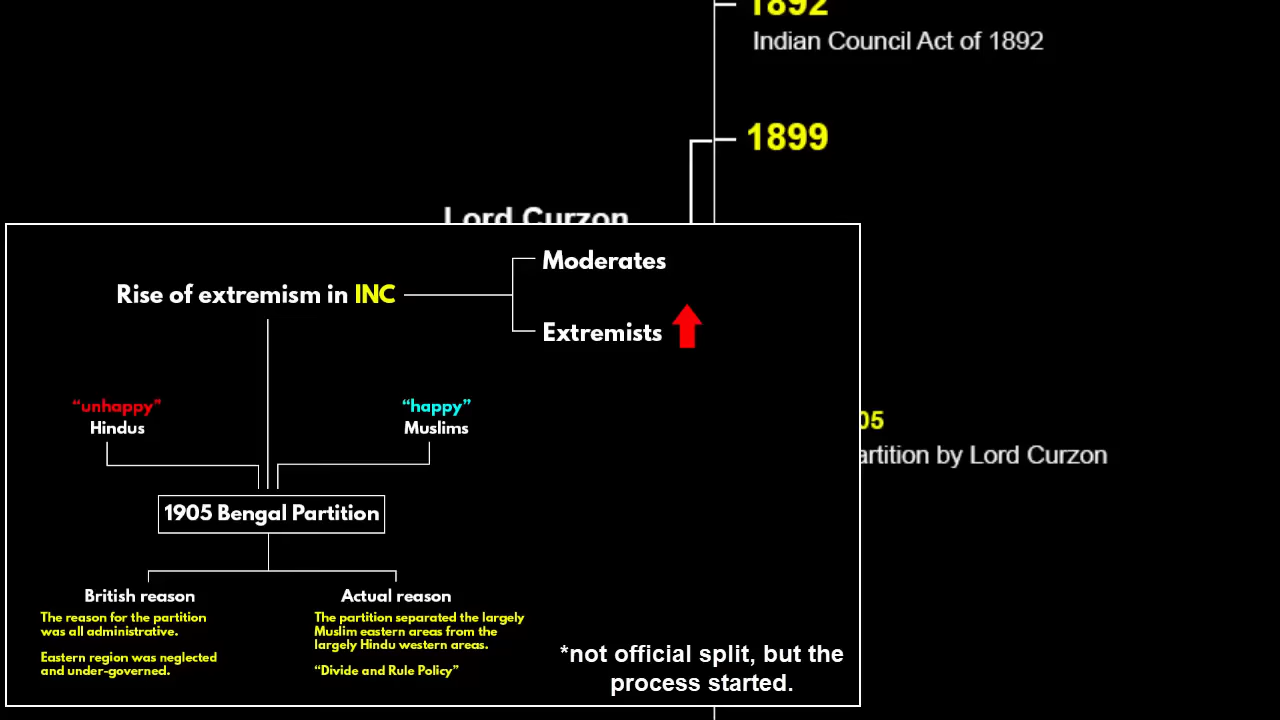 1892
Indian Council Act of 1892
1899
Lord Curzon
Moderates
Rise of extremism in INC
Extremists
“unhappy”
Hindus
“happy”
Muslims
05
artition by Lord Curzon
1905 Bengal Partition
British reason
The reason for the partition
was all administrative.
Eastern region was neglected
and under-governed.
Actual reason
The partition separated the largely
Muslim eastern areas from the
largely Hindu western areas.
“Divide and Rule Policy”
*not official split, but the
process started.